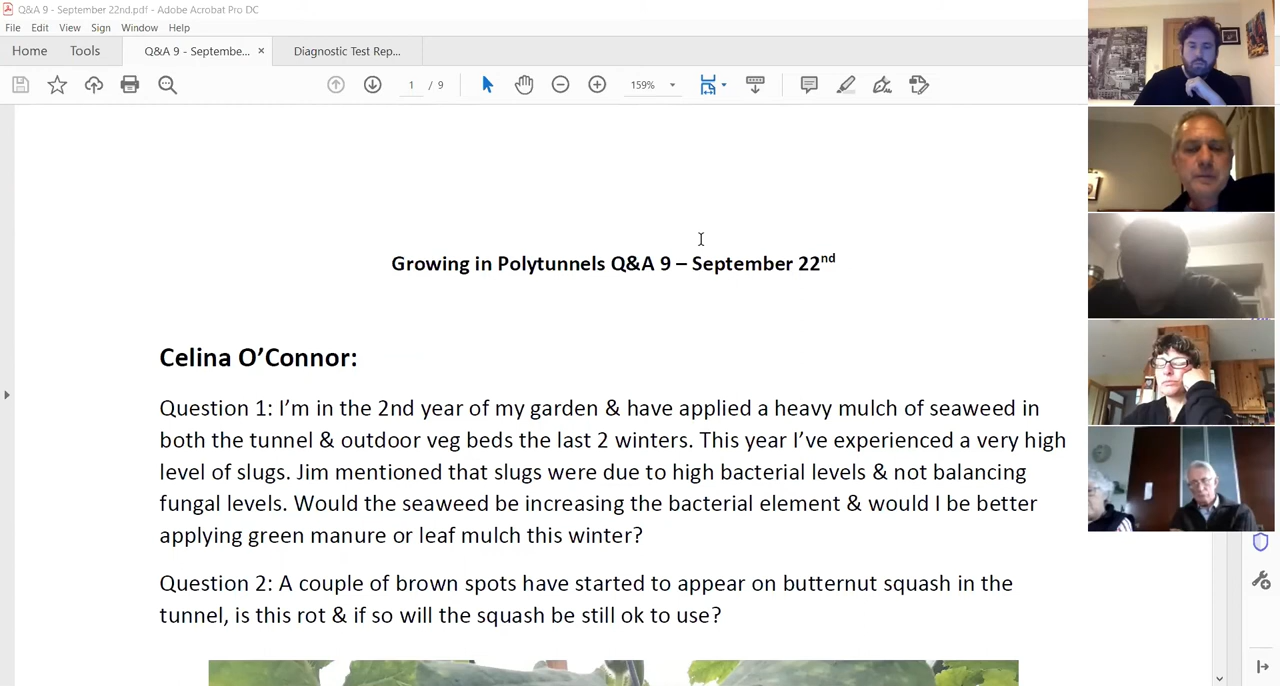 Q&A 9 - September 22nd.pdf - Adobe Acrobat Pro DC
File Edit View Sign Window Help
Home Tools Q&A 9 - Septembe... × Diagnostic Test Rep...
1 / 9 159%
Growing in Polytunnels Q&A 9 – September 22nd
Celina O’Connor:
Question 1: I’m in the 2nd year of my garden & have applied a heavy mulch of seaweed in
both the tunnel & outdoor veg beds the last 2 winters. This year I’ve experienced a very high
level of slugs. Jim mentioned that slugs were due to high bacterial levels & not balancing
fungal levels. Would the seaweed be increasing the bacterial element & would I be better
applying green manure or leaf mulch this winter?
Question 2: A couple of brown spots have started to appear on butternut squash in the
tunnel, is this rot & if so will the squash be still ok to use?